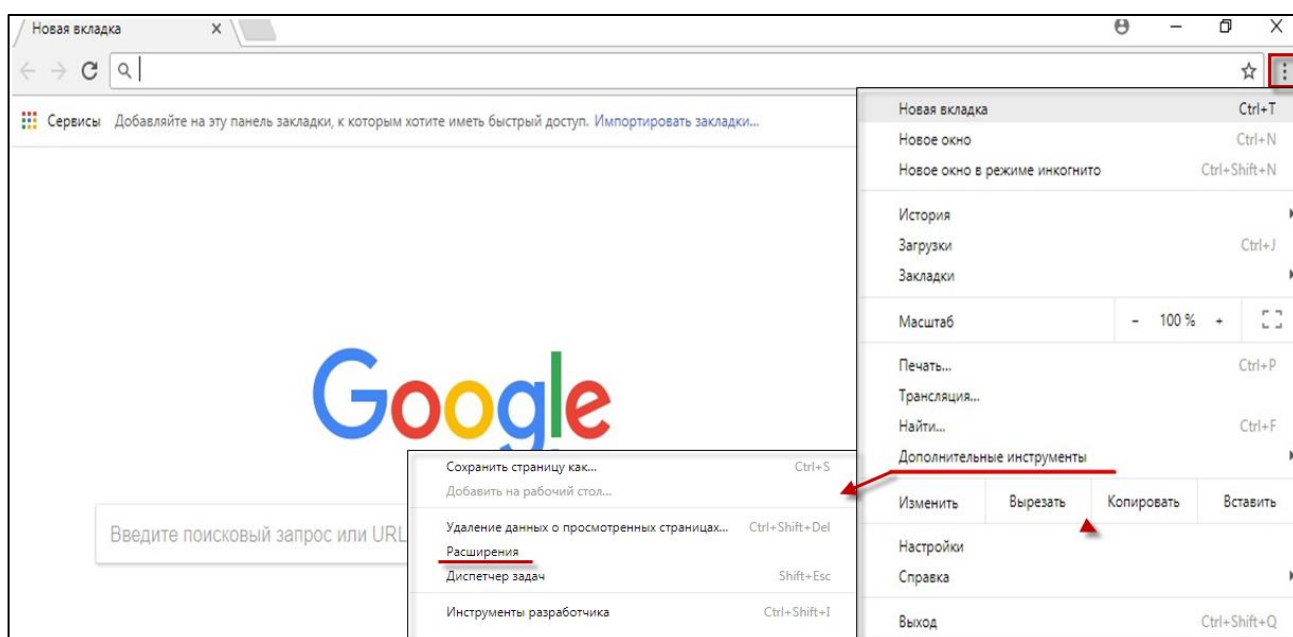 Новая вкладка
Сервисы Добавляйте на эту панель закладки, к которым хотите иметь быстрый доступ. Импортировать закладки...
Google
Введите поисковый запрос или URL
Новая вкладка Ctrl+T
Новое окно Ctrl+N
Новое окно в режиме инкогнито Ctrl+Shift+N
История
Загрузки Ctrl+J
Закладки
Масштаб - 100 % +
Печать... Ctrl+P
Трансляция...
Найти... Ctrl+F
Дополнительные инструменты
Изменить Вырезать Копировать Вставить
Настройки
Справка
Выход Ctrl+Shift+Q
Сохранить страницу как... Ctrl+S
Добавить на рабочий стол...
Удаление данных о просмотренных страницах... Ctrl+Shift+Del
Расширения
Диспетчер задач Shift+Esc
Инструменты разработчика Ctrl+Shift+I